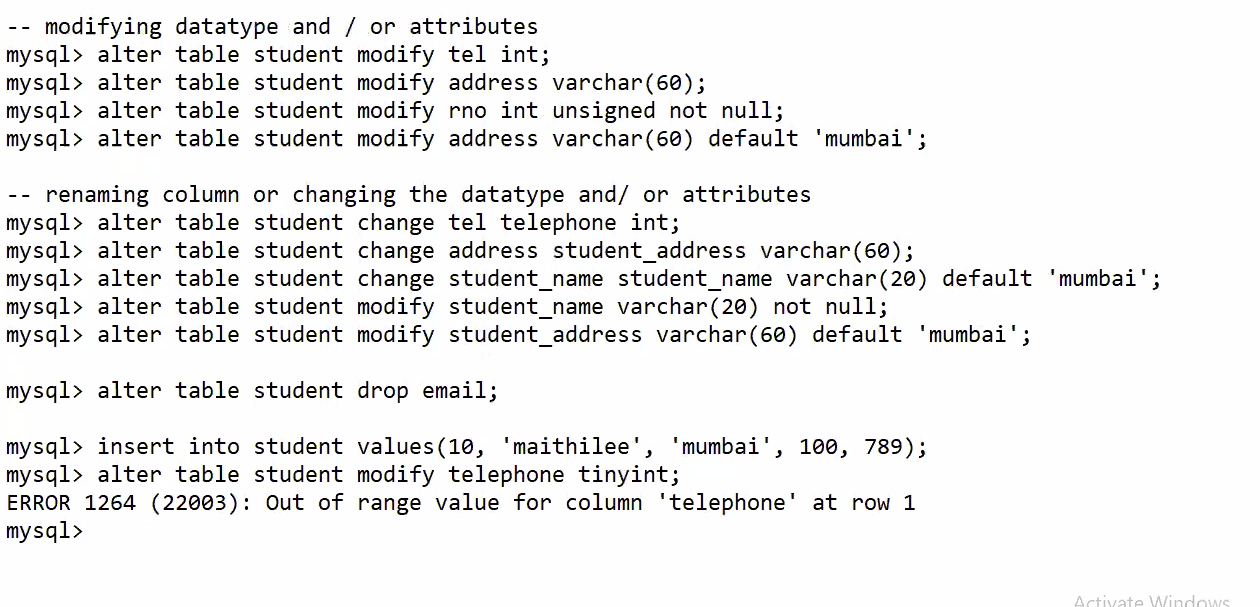 -- modifying datatype and / or attributes
mysql> alter table student modify tel int;
mysql> alter table student modify address varchar(60);
mysql> alter table student modify rno int unsigned not null;
mysql> alter table student modify address varchar(60) default 'mumbai';
-- renaming column or changing the datatype and/ or attributes
mysql> alter table student change tel telephone int;
mysql> alter table student change address student_address varchar(60);
mysql> alter table student change student_name student_name varchar(20) default 'mumbai';
mysql> alter table student modify student_name varchar(20) not null;
mysql> alter table student modify student_address varchar(60) default 'mumbai';
mysql> alter table student drop email;
mysql> insert into student values(10, 'maithilee', 'mumbai', 100, 789);
mysql> alter table student modify telephone tinyint;
ERROR 1264 (22003): Out of range value for column 'telephone' at row 1
mysql>
Activate Windows